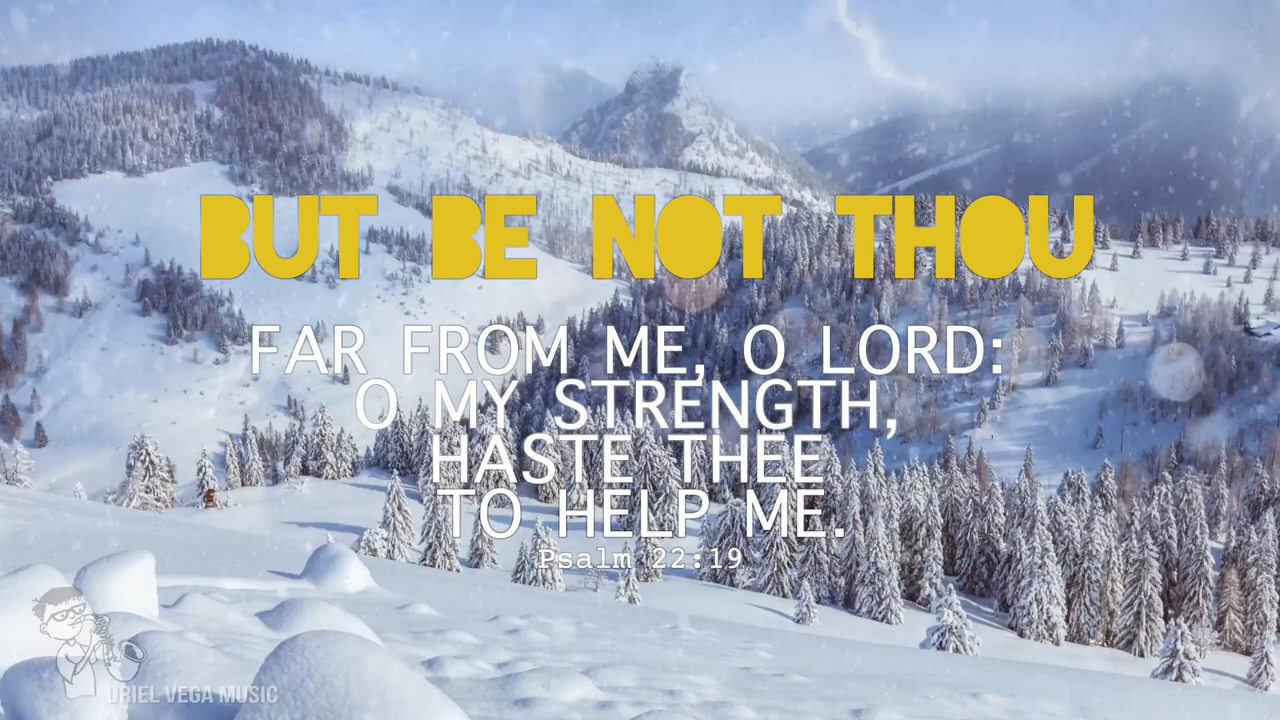 BUT BE NOT THOU
FAR FROM ME, O LORD:
O MY STRENGTH,
HASTE THEE
TO HELP ME.
Psalm 22:19
URIEL VEGA MUSIC